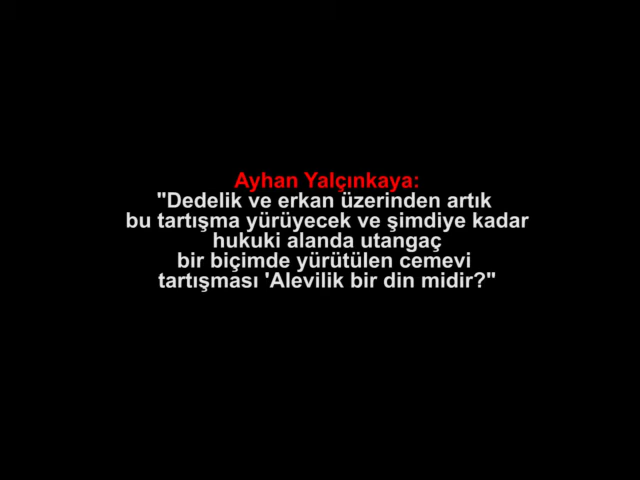 Ayhan Yalçınkaya:
"Dedelik ve erkan üzerinden artık
bu tartışma yürüyecek ve şimdiye kadar
hukuki alanda utangaç
bir biçimde yürütülen cemevi
tartışması 'Alevilik bir din midir?"